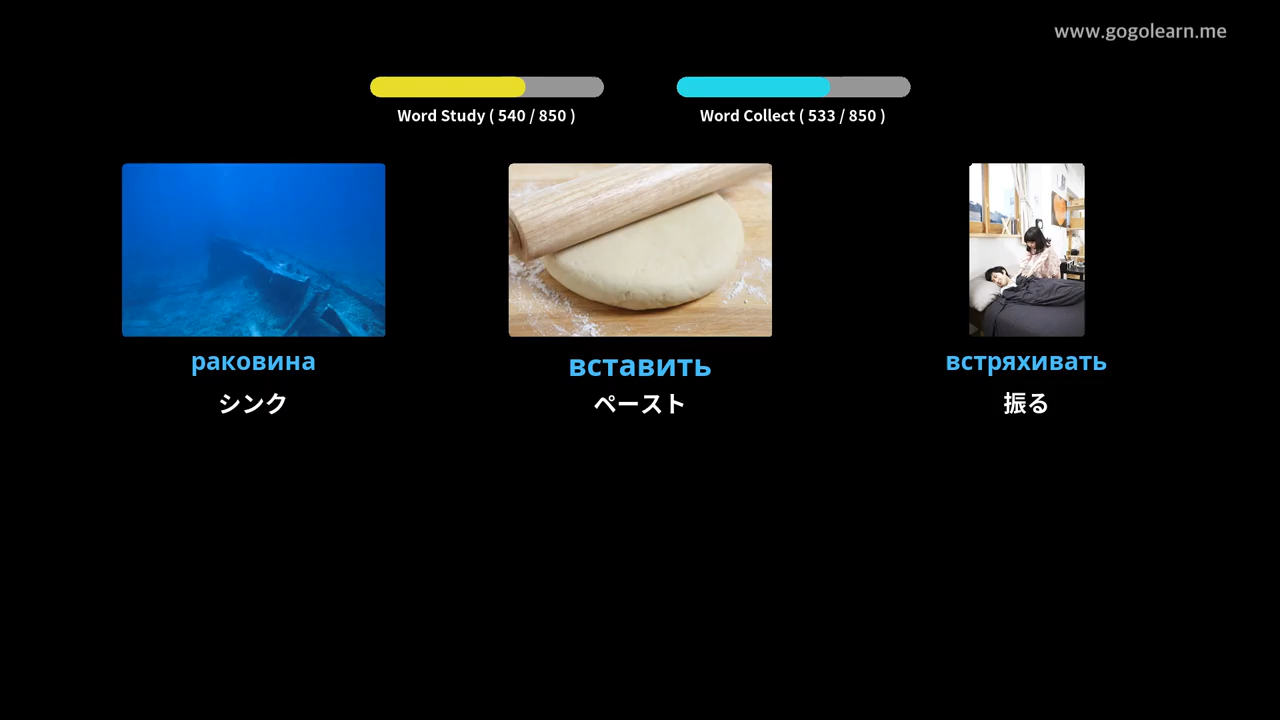 www.gogolearn.me
Word Study ( 540 / 850 )
Word Collect ( 533 / 850 )
раковина
вставить
встряхивать
シンク
ペースト
振る